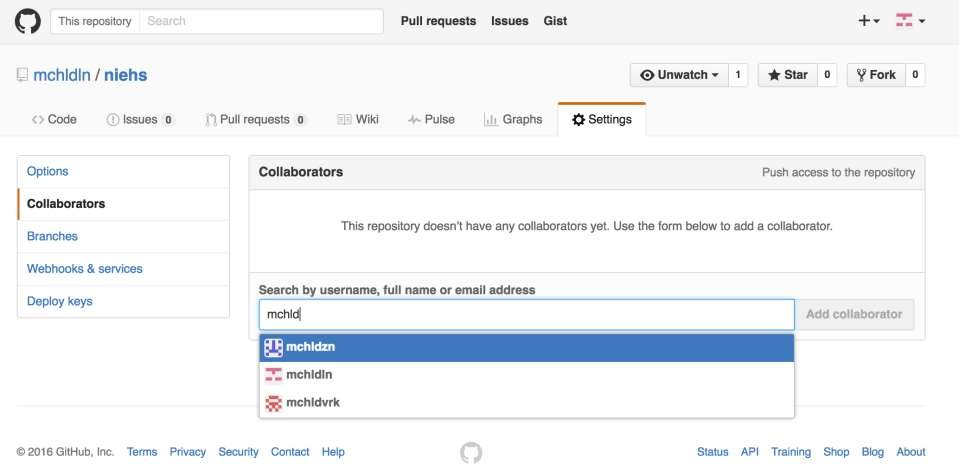 This repository Search Pull requests Issues Gist
mchldln / niehs Unwatch 1 Star 0 Fork 0
Code Issues 0 Pull requests 0 Wiki Pulse Graphs Settings
Options
Collaborators
Branches
Webhooks & services
Deploy keys
Collaborators Push access to the repository
This repository doesn't have any collaborators yet. Use the form below to add a collaborator.
Search by username, full name or email address
mchld Add collaborator
mchldzn
mchldln
mchldvrk
© 2016 GitHub, Inc. Terms Privacy Security Contact Help Status API Training Shop Blog About